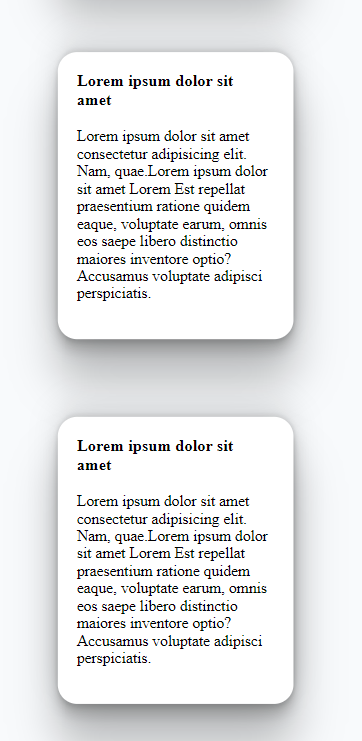 Lorem ipsum dolor sit
amet
Lorem ipsum dolor sit amet
consectetur adipisicing elit.
Nam, quae.Lorem ipsum dolor
sit amet Lorem Est repellat
praesentium ratione quidem
eaque, voluptate earum, omnis
eos saepe libero distinctio
maiores inventore optio?
Accusamus voluptate adipisci
perspiciatis.
Lorem ipsum dolor sit
amet
Lorem ipsum dolor sit amet
consectetur adipisicing elit.
Nam, quae.Lorem ipsum dolor
sit amet Lorem Est repellat
praesentium ratione quidem
eaque, voluptate earum, omnis
eos saepe libero distinctio
maiores inventore optio?
Accusamus voluptate adipisci
perspiciatis.